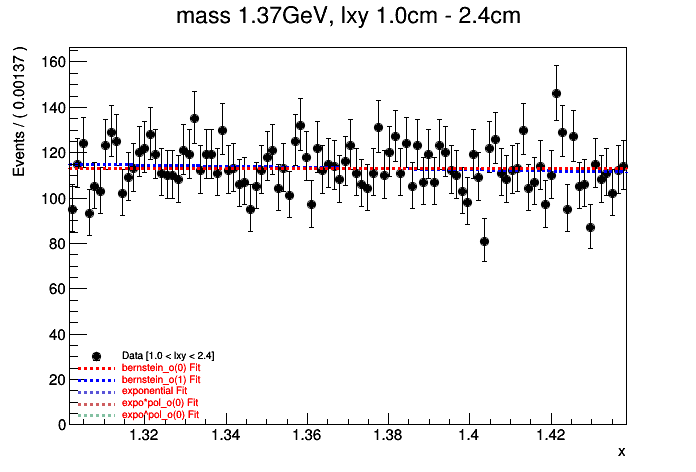 mass 1.37GeV, lxy 1.0cm - 2.4cm
Events / ( 0.00137 )
160
140
120
100
80
60
40
20
0
Data [1.0 < lxy < 2.4]
bernstein_o(0) Fit
bernstein_o(1) Fit
exponential Fit
expo*pol_o(0) Fit
expo^pol_o(0) Fit
1.32 1.34 1.36 1.38 1.4 1.42
x